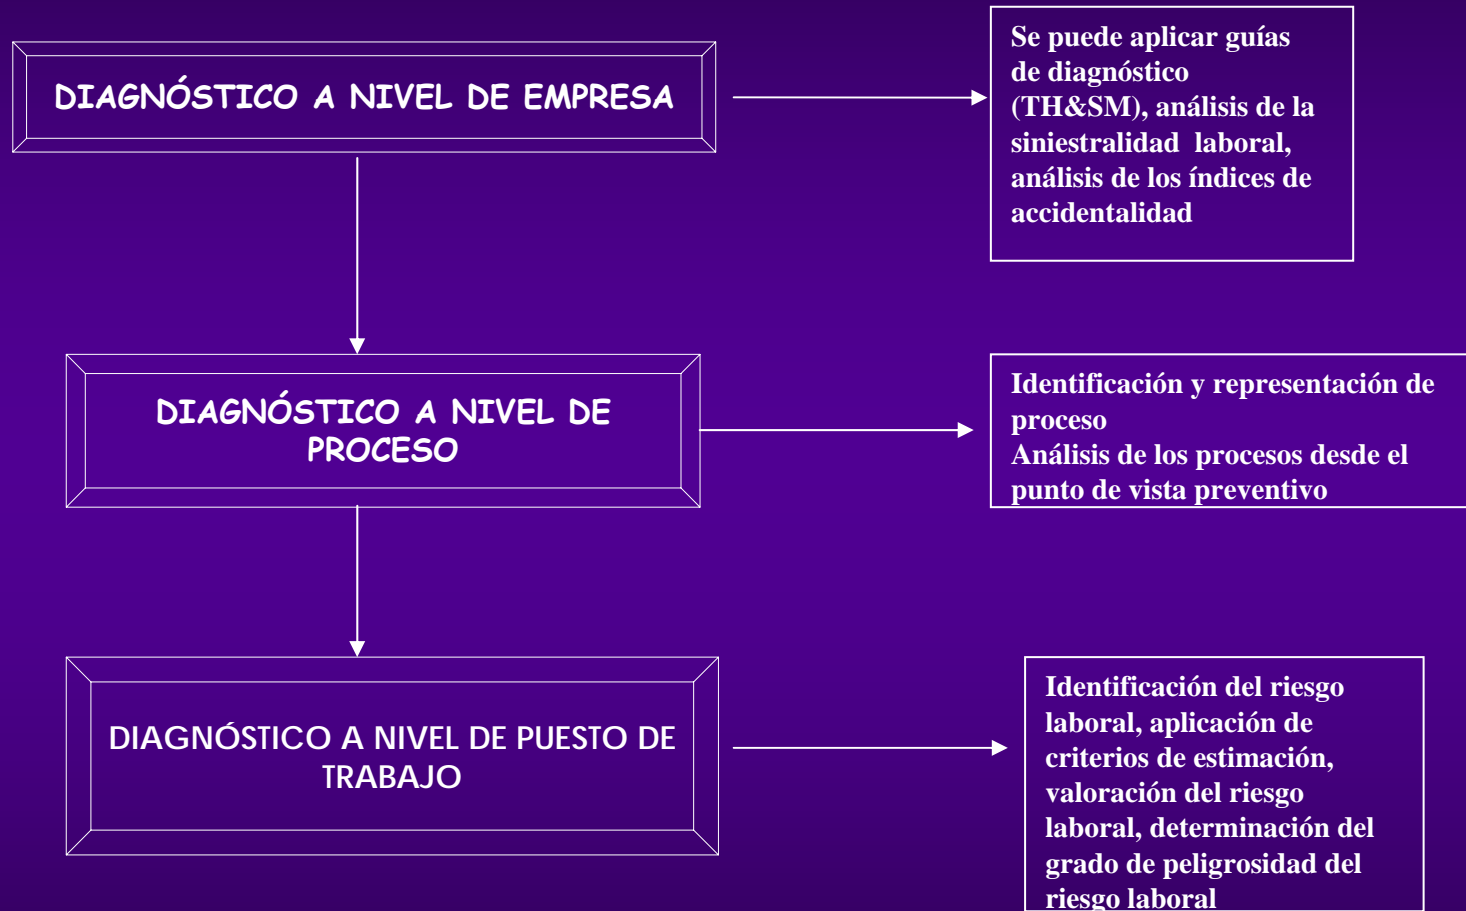 DIAGNÓSTICO A NIVEL DE EMPRESA
Se puede aplicar guías
de diagnóstico
(TH&SM), análisis de la
siniestralidad laboral,
análisis de los índices de
accidentalidad
DIAGNÓSTICO A NIVEL DE
PROCESO
Identificación y representación de
proceso
Análisis de los procesos desde el
punto de vista preventivo
DIAGNÓSTICO A NIVEL DE PUESTO DE
TRABAJO
Identificación del riesgo
laboral, aplicación de
criterios de estimación,
valoración del riesgo
laboral, determinación del
grado de peligrosidad del
riesgo laboral